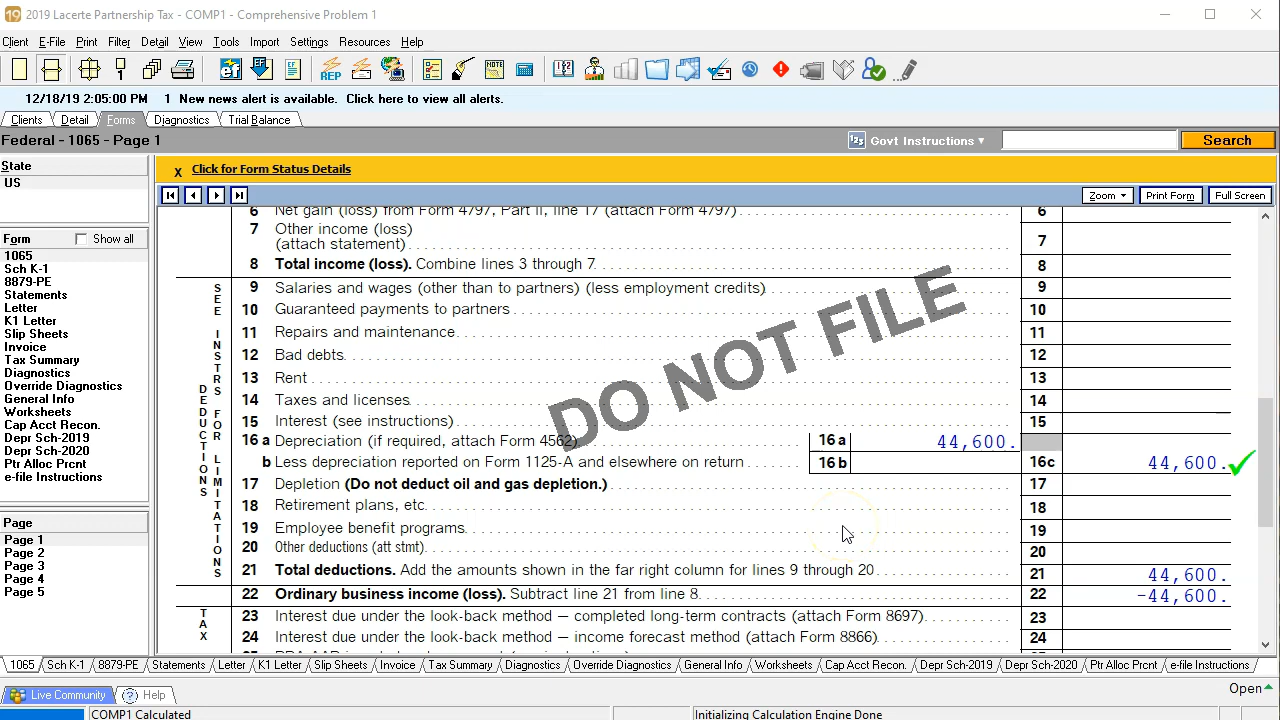 19 2019 Lacerte Partnership Tax - COMP1 - Comprehensive Problem 1
Client E-File Print Filter Detail View Tools Import Settings Resources Help
12/18/19 2:05:00 PM 1 New news alert is available. Click here to view all alerts.
Clients Detail Forms Diagnostics Trial Balance
Federal - 1065 - Page 1
Govt Instructions
Search
State
US
Form
Show all
1065
Sch K-1
8879-PE
Statements
Letter
K1 Letter
Slip Sheets
Invoice
Tax Summary
Diagnostics
Override Diagnostics
General Info
Worksheets
Cap Acct Recon.
Depr Sch-2019
Depr Sch-2020
Ptr Alloc Prcnt
e-file Instructions
Page
Page 1
Page 2
Page 3
Page 4
Page 5
X Click for Form Status Details
Zoom Print Form Full Screen
6 Net gain (loss) from Form 4797, Part II, line 17 (attach Form 4797) 6
7 Other income (loss)
(attach statement) 7
8 Total income (loss). Combine lines 3 through 7 8
9 Salaries and wages (other than to partners) (less employment credits) 9
10 Guaranteed payments to partners 10
11 Repairs and maintenance 11
12 Bad debts 12
13 Rent 13
14 Taxes and licenses 14
15 Interest (see instructions) 15
16 a Depreciation (if required, attach Form 4562) 16 a 44,600.
b Less depreciation reported on Form 1125-A and elsewhere on return 16 b 16c 44,600.
17 Depletion (Do not deduct oil and gas depletion.) 17
18 Retirement plans, etc 18
19 Employee benefit programs 19
20 Other deductions (att stmt) 20
21 Total deductions. Add the amounts shown in the far right column for lines 9 through 20 21 44,600.
22 Ordinary business income (loss). Subtract line 21 from line 8 22 -44,600.
23 Interest due under the look-back method – completed long-term contracts (attach Form 8697) 23
24 Interest due under the look-back method – income forecast method (attach Form 8866) 24
DEDUCTIONS
SEE INSTRS FOR LIMITATIONS
TAX
DO NOT FILE
1065 Sch K-1 8879-PE Statements Letter K1 Letter Slip Sheets Invoice Tax Summary Diagnostics Override Diagnostics General Info Worksheets Cap Acct Recon. Depr Sch-2019 Depr Sch-2020 Ptr Alloc Prcnt e-file Instructions
Live Community Help
Open
COMP1 Calculated
Initializing Calculation Engine Done